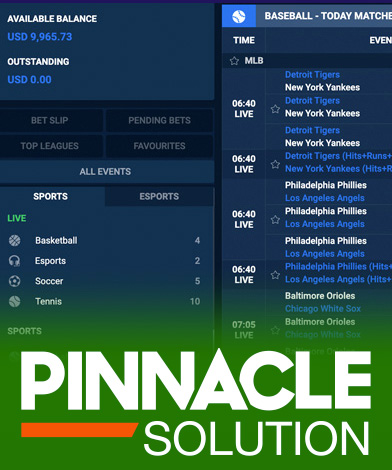 AVAILABLE BALANCE
USD 9,965.73
OUTSTANDING
USD 0.00
BET SLIP
PENDING BETS
TOP LEAGUES
FAVOURITES
ALL EVENTS
SPORTS
ESPORTS
LIVE
Basketball 4
Esports 2
Soccer 5
Tennis 10
SPORTS
BASEBALL - TODAY MATCHE
TIME
EVEN
MLB
Detroit Tigers
New York Yankees
06:40
LIVE
Detroit Tigers
New York Yankees
Detroit Tigers
New York Yankees
06:40
LIVE
Detroit Tigers (Hits+Runs+
New York Yankees (Hits+R
Philadelphia Phillies
Los Angeles Angels
06:40
LIVE
Philadelphia Phillies
Los Angeles Angels
Philadelphia Phillies
Los Angeles Angels
06:40
LIVE
Philadelphia Phillies (Hits+
Los Angeles Angels (Hits+
Baltimore Orioles
Chicago White Sox
07:05
LIVE
Baltimore Orioles
Chicago White Sox
PINNACLE
SOLUTION